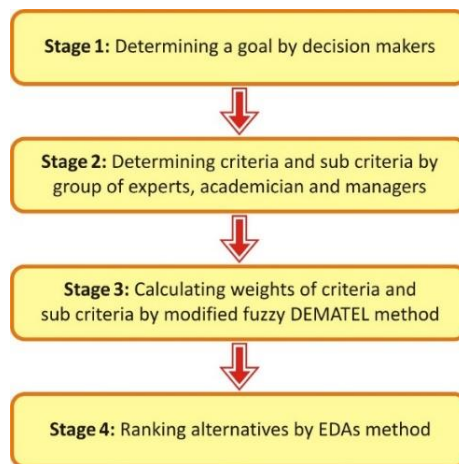 Stage 1: Determining a goal by decision makers
Stage 2: Determining criteria and sub criteria by
group of experts, academician and managers
Stage 3: Calculating weights of criteria and
sub criteria by modified fuzzy DEMATEL method
Stage 4: Ranking alternatives by EDAs method